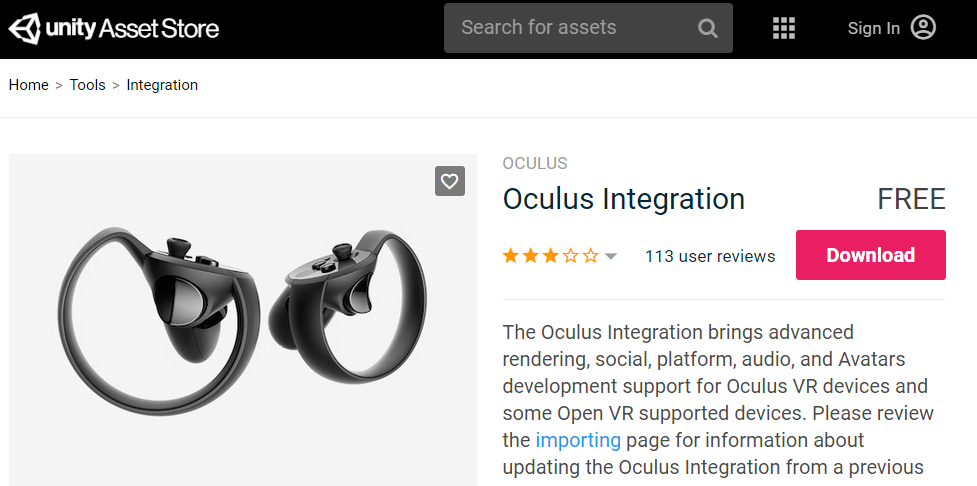 unity Asset Store
Search for assets
Sign In
Home > Tools > Integration
OCULUS
Oculus Integration
FREE
113 user reviews
Download
The Oculus Integration brings advanced
rendering, social, platform, audio, and Avatars
development support for Oculus VR devices and
some Open VR supported devices. Please review
the importing page for information about
updating the Oculus Integration from a previous